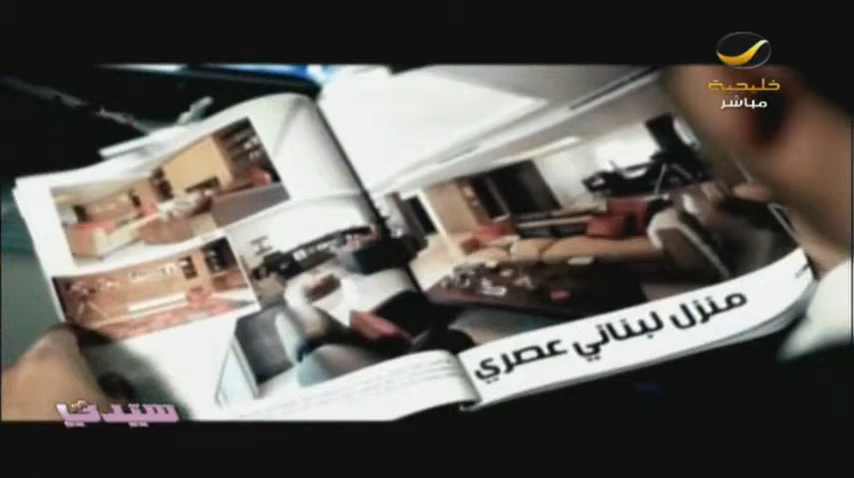 خليجية
مباشر
منزل لبناني عصري
سيدتي